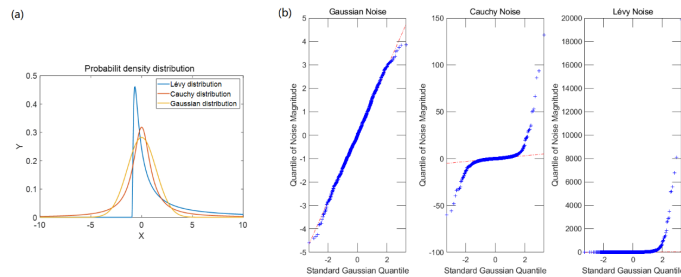 (a)
Probabilit density distribution
Lévy distribution
Cauchy distribution
Gaussian distribution
0.5
0.4
0.3
0.2
0.1
0
Y
-10
-5
0
5
10
X
(b)
Gaussian Noise
5
4
3
2
1
0
-1
-2
-3
-4
-5
Quantile of Noise Magnitude
-2
0
2
Standard Gaussian Quantile
Cauchy Noise
150
100
50
0
-50
-100
Quantile of Noise Magnitude
-2
0
2
Standard Gaussian Quantile
Lévy Noise
20000
18000
16000
14000
12000
10000
8000
6000
4000
2000
0
Quantile of Noise Magnitude
-2
0
2
Standard Gaussian Quantile